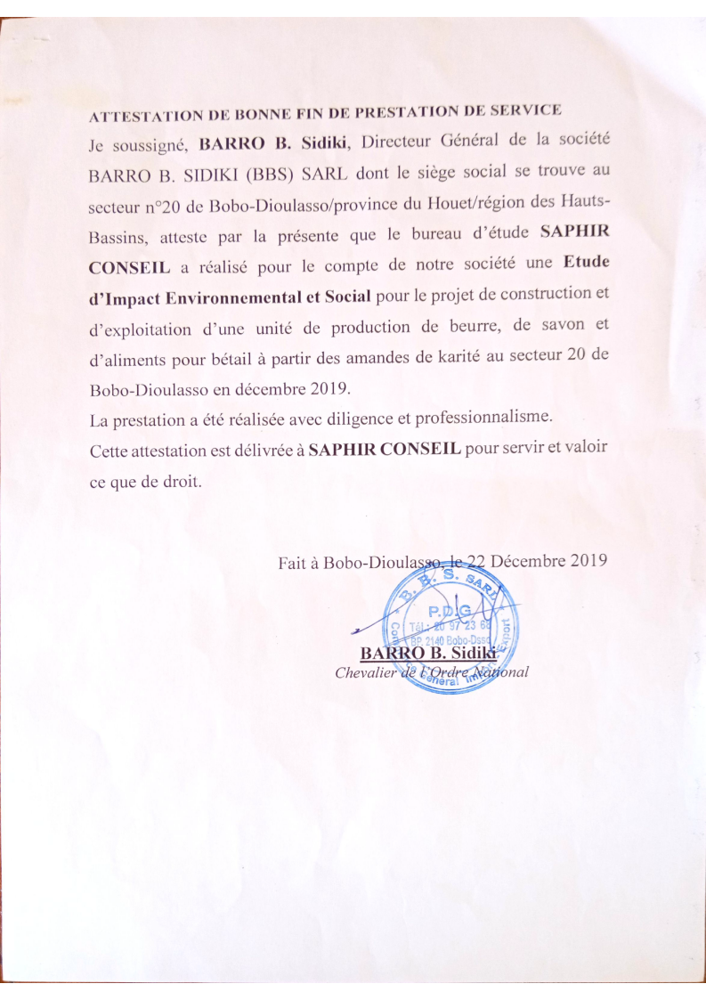 ATTESTATION DE BONNE FIN DE PRESTATION DE SERVICE
Je soussigné, BARRO B. Sidiki, Directeur Général de la société
BARRO B. SIDIKI (BBS) SARL dont le siège social se trouve au
secteur n°20 de Bobo-Dioulasso/province du Houet/région des Hauts-
Bassins, atteste par la présente que le bureau d'étude SAPHIR
CONSEIL a réalisé pour le compte de notre société une Etude
d'Impact Environnemental et Social pour le projet de construction et
d'exploitation d'une unité de production de beurre, de savon et
d'aliments pour bétail à partir des amandes de karité au secteur 20 de
Bobo-Dioulasso en décembre 2019.
La prestation a été réalisée avec diligence et professionnalisme.
Cette attestation est délivrée à SAPHIR CONSEIL pour servir et valoir
ce que de droit.
Fait à Bobo-Dioulasso, le 22 Décembre 2019
B. B. S. SARL
P.D.G
Tél.: 20 97 23 68
BP. 2140 Bobo-Dsso
BARRO B. Sidiki
Chevalier de l'Ordre National
General Import Export